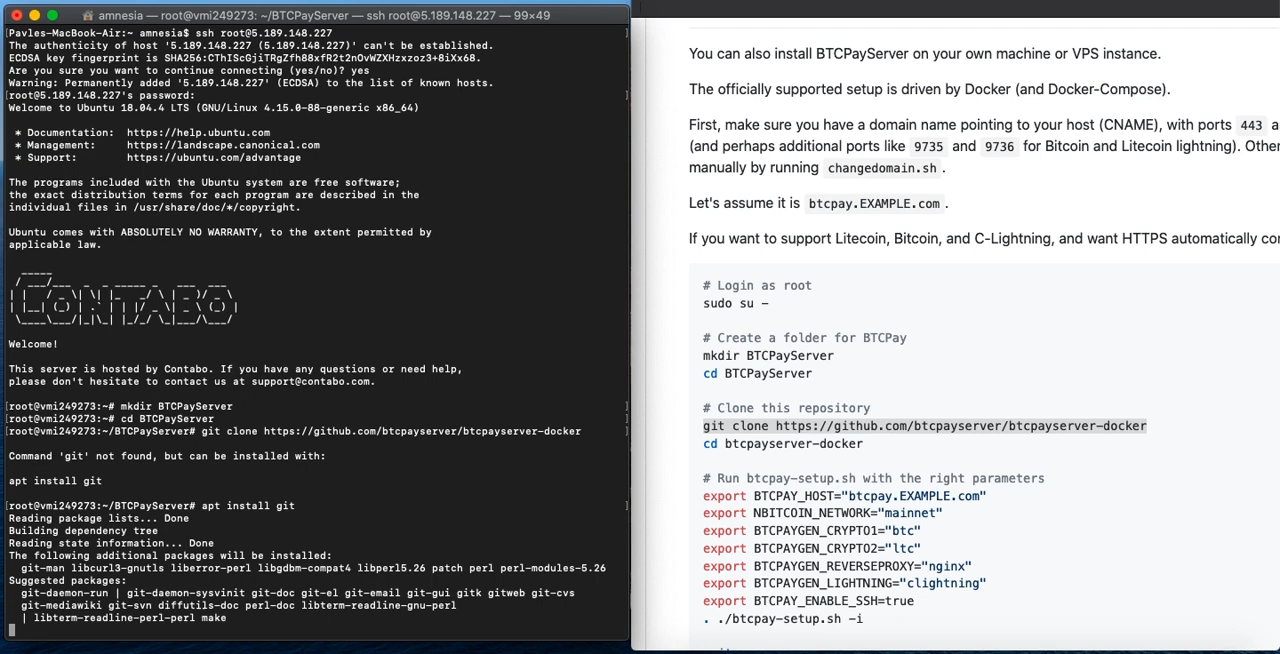 amnesia — root@vmi249273: ~/BTCPayServer — ssh root@5.189.148.227 — 99×49
[Pavles-MacBook-Air:~ amnesia$ ssh root@5.189.148.227 ]
The authenticity of host '5.189.148.227 (5.189.148.227)' can't be established.
ECDSA key fingerprint is SHA256:CThIScGjiTRgZfh88xfR2t2nOvWZXHzxzoz3+8iXx68.
Are you sure you want to continue connecting (yes/no)? yes
Warning: Permanently added '5.189.148.227' (ECDSA) to the list of known hosts.
[root@5.189.148.227's password: ]
Welcome to Ubuntu 18.04.4 LTS (GNU/Linux 4.15.0-88-generic x86_64)
* Documentation: https://help.ubuntu.com
* Management: https://landscape.canonical.com
* Support: https://ubuntu.com/advantage
The programs included with the Ubuntu system are free software;
the exact distribution terms for each program are described in the
individual files in /usr/share/doc/*/copyright.
Ubuntu comes with ABSOLUTELY NO WARRANTY, to the extent permitted by
applicable law.
CONTABO
Welcome!
This server is hosted by Contabo. If you have any questions or need help,
please don't hesitate to contact us at support@contabo.com.
[root@vmi249273:~# mkdir BTCPayServer ]
[root@vmi249273:~# cd BTCPayServer ]
[root@vmi249273:~/BTCPayServer# git clone https://github.com/btcpayserver/btcpayserver-docker ]
Command 'git' not found, but can be installed with:
apt install git
[root@vmi249273:~/BTCPayServer# apt install git ]
Reading package lists... Done
Building dependency tree
Reading state information... Done
The following additional packages will be installed:
git-man libcurl3-gnutls liberror-perl libgdbm-compat4 libperl5.26 patch perl perl-modules-5.26
Suggested packages:
git-daemon-run | git-daemon-sysvinit git-doc git-el git-email git-gui gitk gitweb git-cvs
git-mediawiki git-svn diffutils-doc perl-doc libterm-readline-gnu-perl
| libterm-readline-perl-perl make
You can also install BTCPayServer on your own machine or VPS instance.
The officially supported setup is driven by Docker (and Docker-Compose).
First, make sure you have a domain name pointing to your host (CNAME), with ports 443 a
(and perhaps additional ports like 9735 and 9736 for Bitcoin and Litecoin lightning). Other
manually by running changedomain.sh.
Let's assume it is btcpay.EXAMPLE.com.
If you want to support Litecoin, Bitcoin, and C-Lightning, and want HTTPS automatically co
# Login as root
sudo su -
# Create a folder for BTCPay
mkdir BTCPayServer
cd BTCPayServer
# Clone this repository
git clone https://github.com/btcpayserver/btcpayserver-docker
cd btcpayserver-docker
# Run btcpay-setup.sh with the right parameters
export BTCPAY_HOST="btcpay.EXAMPLE.com"
export NBITCOIN_NETWORK="mainnet"
export BTCPAYGEN_CRYPTO1="btc"
export BTCPAYGEN_CRYPTO2="ltc"
export BTCPAYGEN_REVERSEPROXY="nginx"
export BTCPAYGEN_LIGHTNING="clightning"
export BTCPAY_ENABLE_SSH=true
. ./btcpay-setup.sh -i